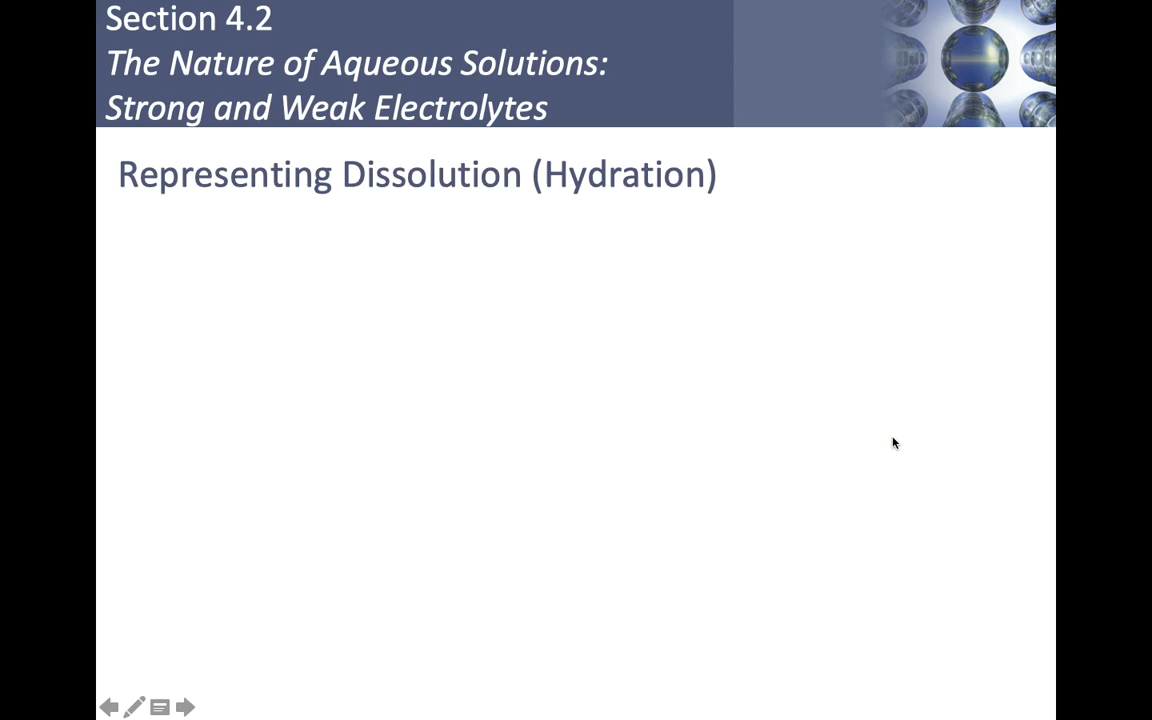 Section 4.2
The Nature of Aqueous Solutions:
Strong and Weak Electrolytes
Representing Dissolution (Hydration)